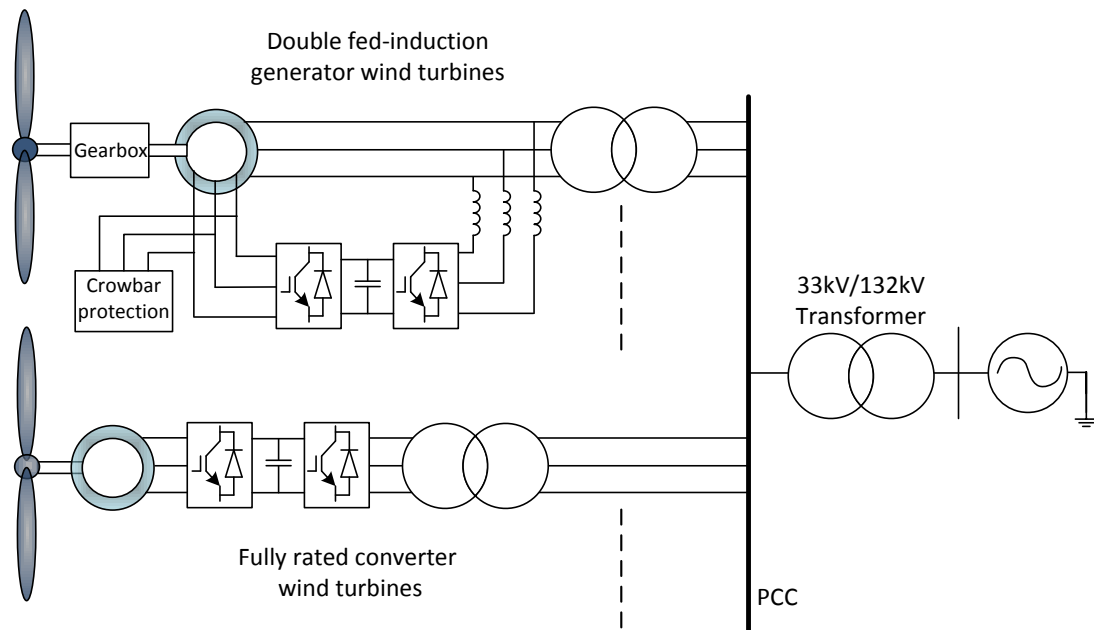 Double fed-induction
generator wind turbines
Gearbox
Crowbar
protection
33kV/132kV
Transformer
Fully rated converter
wind turbines
PCC